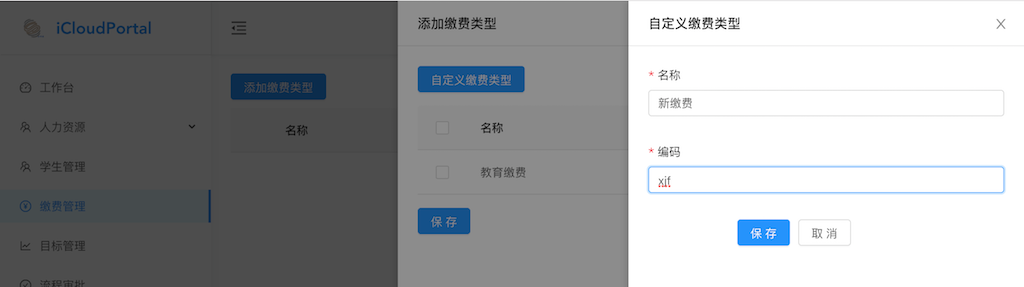 iCloudPortal
工作台
人力资源
学生管理
缴费管理
目标管理
流程审批
添加缴费类型
名称
添加缴费类型
自定义缴费类型
名称
教育缴费
保 存
自定义缴费类型
* 名称
新缴费
* 编码
xjf
保 存
取 消